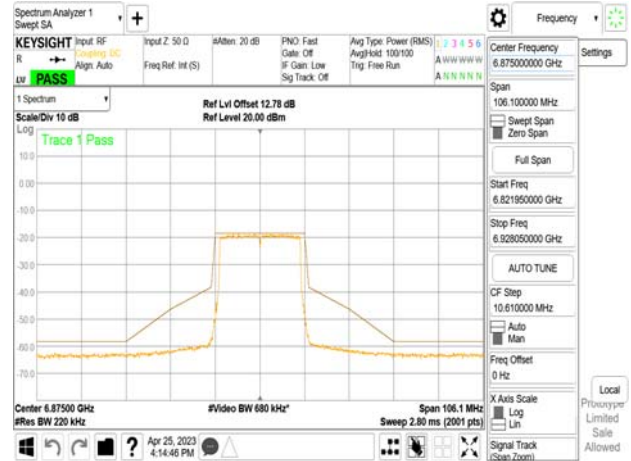 Spectrum Analyzer 1
Swept SA
+
Frequency
KEYSIGHT
R
LW
PASS
Input: RF
Coupling: DC
Align: Auto
Input Z: 50 Ω
Freq Ref: Int (S)
#Atten: 20 dB
PNO: Fast
Gate: Off
IF Gain: Low
Sig Track: Off
Avg Type: Power (RMS)
Avg|Hold: 100/100
Trig: Free Run
1 2 3 4 5 6
A W W W W W
A N N N N N
Center Frequency
6.875000000 GHz
Settings
Span
106.100000 MHz
Swept Span
Zero Span
Full Span
Start Freq
6.821950000 GHz
Stop Freq
6.928050000 GHz
AUTO TUNE
CF Step
10.610000 MHz
Auto
Man
Freq Offset
0 Hz
X Axis Scale
Log
Lin
Signal Track
(Span Zoom)
Local
Prototype
Limited
Sale
Allowed
1 Spectrum
Scale/Div 10 dB
Ref Lvl Offset 12.78 dB
Ref Level 20.00 dBm
Log
Trace 1 Pass
10.0
0.00
-10.0
-20.0
-30.0
-40.0
-50.0
-60.0
-70.0
Center 6.87500 GHz
#Res BW 220 kHz
#Video BW 680 kHz*
Span 106.1 MHz
Sweep 2.80 ms (2001 pts)
?
Apr 25, 2023
4:14:46 PM